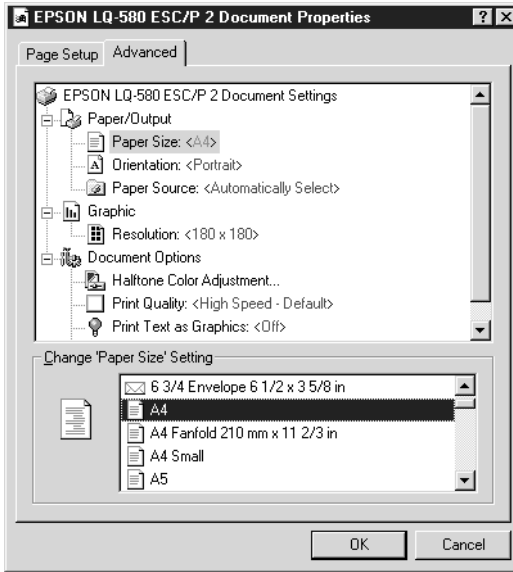 EPSON LQ-580 ESC/P 2 Document Properties
Page Setup Advanced
EPSON LQ-580 ESC/P 2 Document Settings
Paper/Output
Paper Size: <A4>
Orientation: <Portrait>
Paper Source: <Automatically Select>
Graphic
Resolution: <180 x 180>
Document Options
Halftone Color Adjustment...
Print Quality: <High Speed - Default>
Print Text as Graphics: <Off>
Change 'Paper Size' Setting
6 3/4 Envelope 6 1/2 x 3 5/8 in
A4
A4 Fanfold 210 mm x 11 2/3 in
A4 Small
A5
OK Cancel